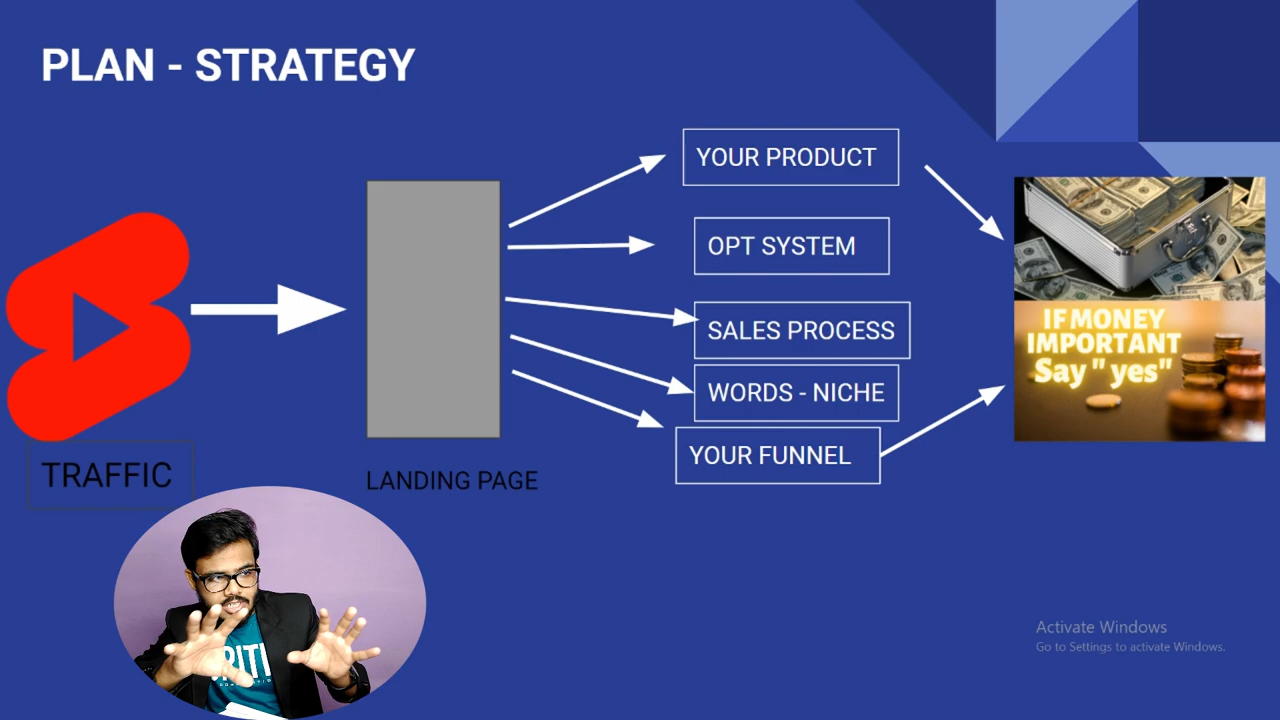 PLAN - STRATEGY
YOUR PRODUCT
OPT SYSTEM
SALES PROCESS
WORDS - NICHE
YOUR FUNNEL
IF MONEY
IMPORTANT
Say " yes"
TRAFFIC
LANDING PAGE
Activate Windows
Go to Settings to activate Windows.